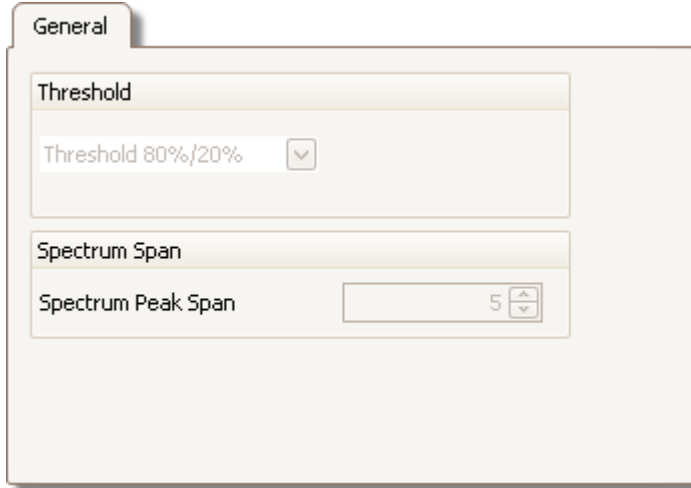 General
Threshold
Threshold 80%/20%
Spectrum Span
Spectrum Peak Span 5